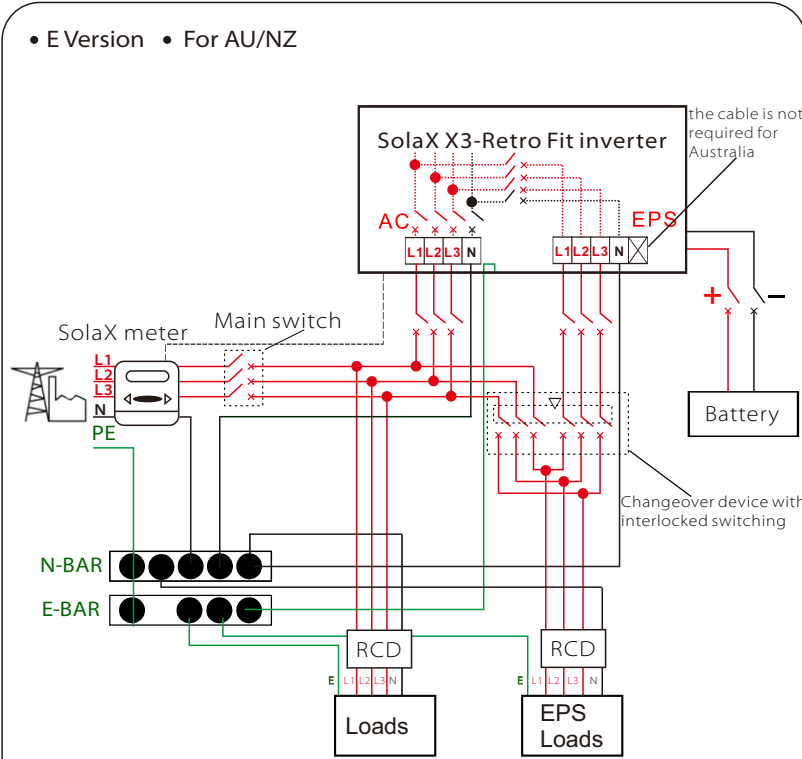 • E Version • For AU/NZ
the cable is not
required for
Australia
SolaX X3-Retro Fit inverter
AC
EPS
L1 L2 L3 N
L1 L2 L3 N
+ −
SolaX meter
Main switch
L1
L2
L3
N
PE
Battery
Changeover device with
interlocked switching
N-BAR
E-BAR
RCD
RCD
E L1 L2 L3 N
E L1 L2 L3 N
Loads
EPS
Loads